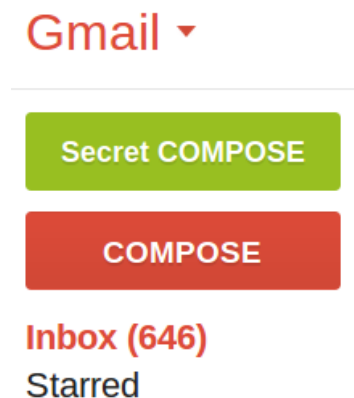 Gmail
Secret COMPOSE
COMPOSE
Inbox (646)
Starred